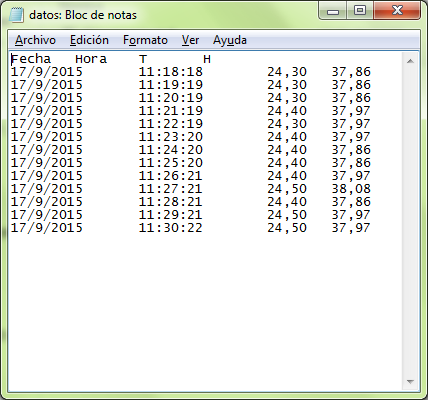 datos: Bloc de notas
Archivo Edición Formato Ver Ayuda
Fecha Hora T H
17/9/2015 11:18:18 24,30 37,86
17/9/2015 11:19:19 24,30 37,86
17/9/2015 11:20:19 24,30 37,86
17/9/2015 11:21:19 24,40 37,97
17/9/2015 11:22:19 24,30 37,97
17/9/2015 11:23:20 24,40 37,97
17/9/2015 11:24:20 24,40 37,86
17/9/2015 11:25:20 24,40 37,86
17/9/2015 11:26:21 24,40 37,97
17/9/2015 11:27:21 24,50 38,08
17/9/2015 11:28:21 24,40 37,86
17/9/2015 11:29:21 24,50 37,97
17/9/2015 11:30:22 24,50 37,97